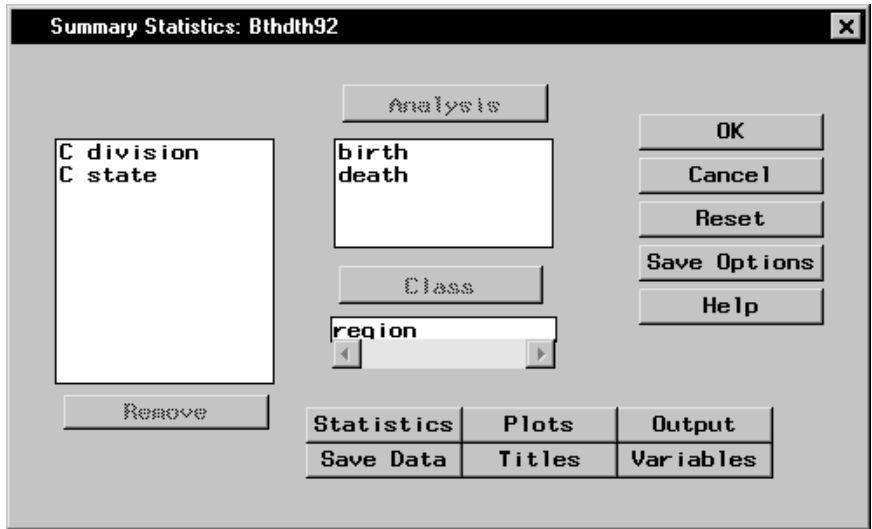 Summary Statistics: Bthdth92
Analysis
C division
C state
birth
death
Class
region
Remove
OK
Cancel
Reset
Save Options
Help
Statistics Plots Output
Save Data Titles Variables